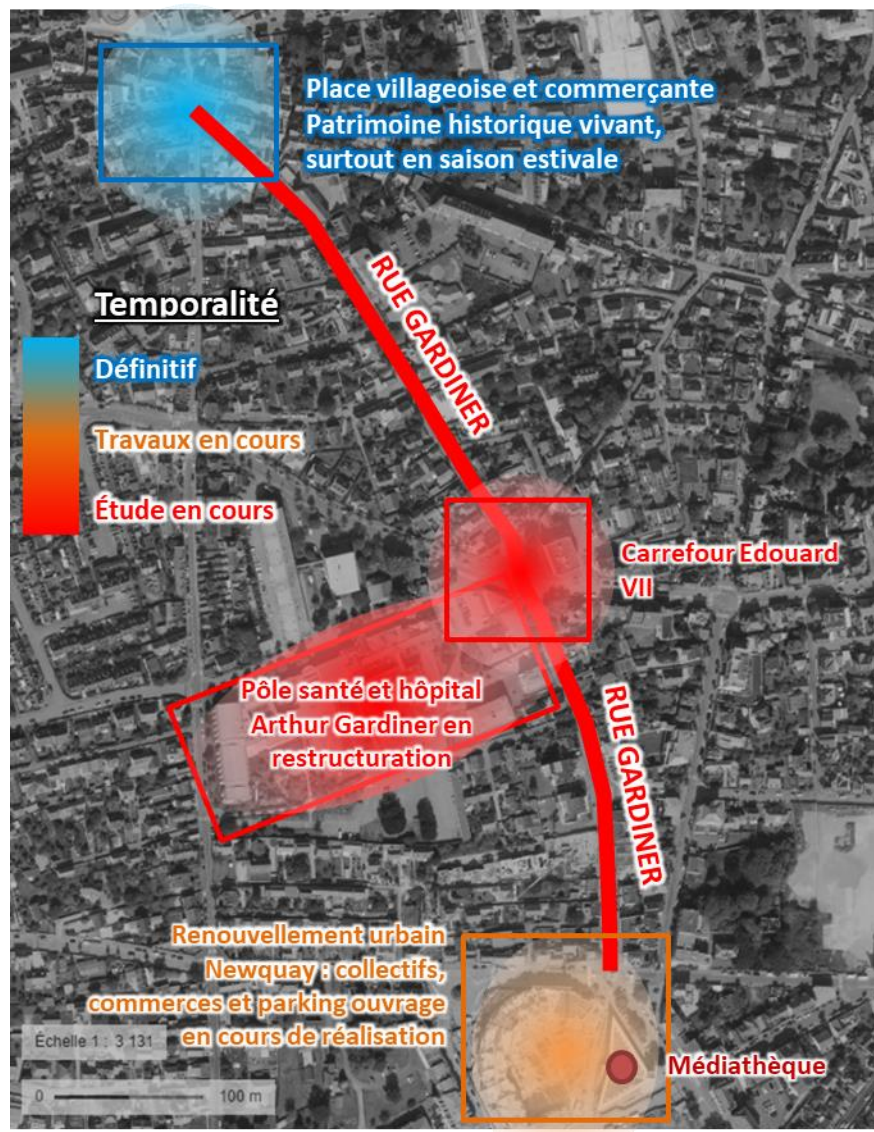 Place villageoise et commerçante
Patrimoine historique vivant,
surtout en saison estivale
RUE GARDINER
Temporalité
Définitif
Travaux en cours
Étude en cours
Carrefour Edouard
VII
Pôle santé et hôpital
Arthur Gardiner en
restructuration
RUE GARDINER
Renouvellement urbain
Newquay : collectifs,
commerces et parking ouvrage
en cours de réalisation
Échelle 1 : 3 131
0 100 m
Médiathèque